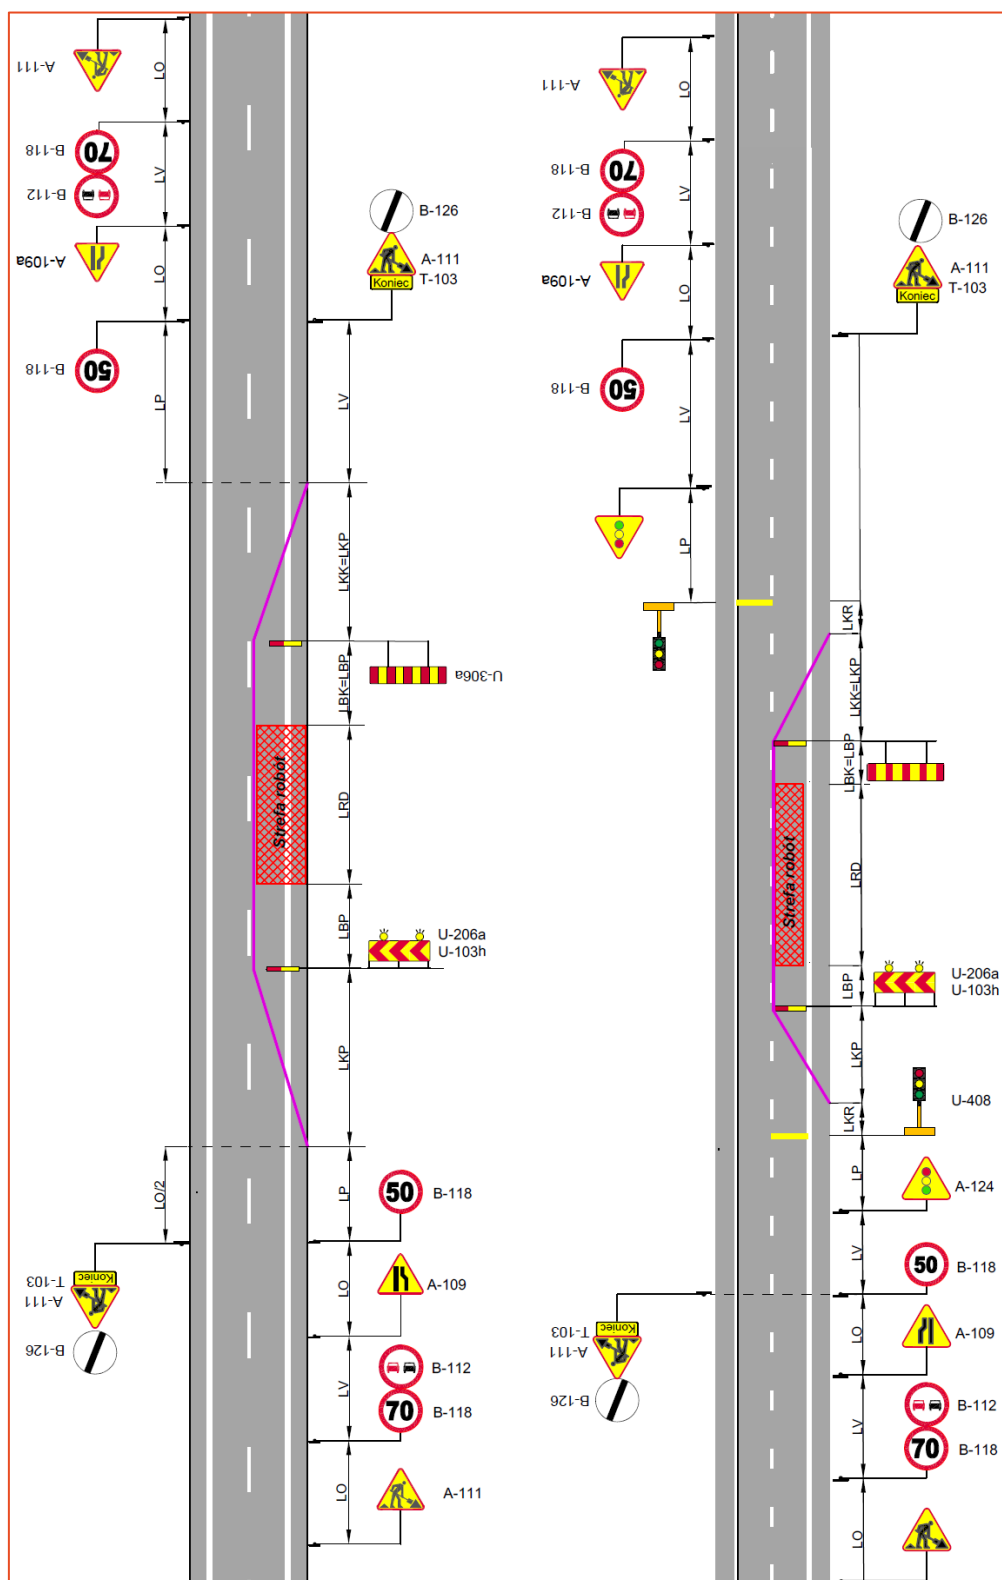 A-111
LO
B-118
70
B-112
LV
A-109a
LO
B-118
50
LP
B-126
A-111
T-103
Koniec
LV
LKK=LKP
LBK=LBP
U-306a
LRD
Strefa robót
LBP
U-206a
U-103h
LKP
LO/2
LP
50
B-118
T-103
Koniec
A-111
B-126
LO
A-109
LV
B-112
70
B-118
LO
A-111
A-111
LO
B-118
70
B-112
LV
A-109a
LO
B-118
50
LV
LP
B-126
A-111
T-103
Koniec
LKR
LKK=LKP
LBK=LBP
LRD
Strefa robót
LBP
U-206a
U-103h
LKP
U-408
LKR
LP
A-124
LV
50
B-118
T-103
Koniec
A-111
B-126
LO
A-109
LV
B-112
70
B-118
LO